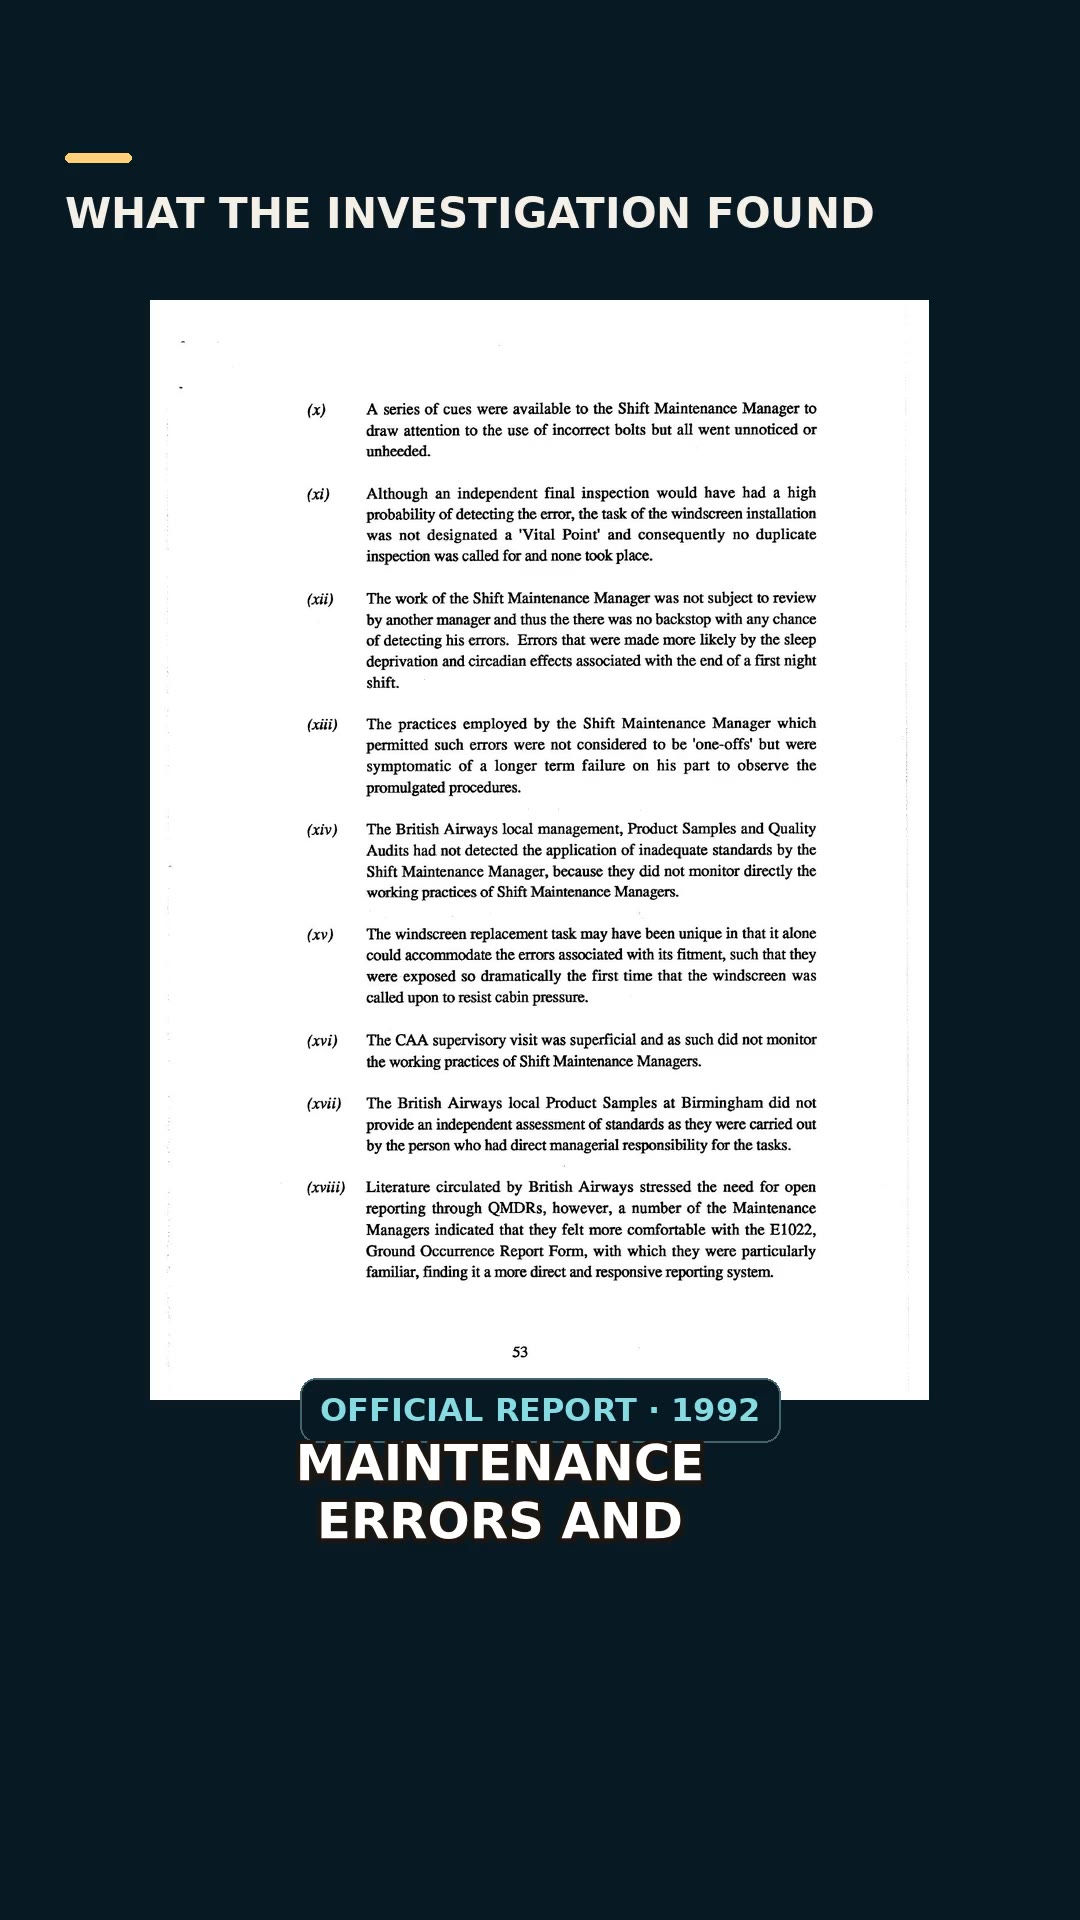 WHAT THE INVESTIGATION FOUND
(x) A series of cues were available to the Shift Maintenance Manager to
draw attention to the use of incorrect bolts but all went unnoticed or
unheeded.
(xi) Although an independent final inspection would have had a high
probability of detecting the error, the task of the windscreen installation
was not designated a 'Vital Point' and consequently no duplicate
inspection was called for and none took place.
(xii) The work of the Shift Maintenance Manager was not subject to review
by another manager and thus the there was no backstop with any chance
of detecting his errors. Errors that were made more likely by the sleep
deprivation and circadian effects associated with the end of a first night
shift.
(xiii) The practices employed by the Shift Maintenance Manager which
permitted such errors were not considered to be 'one-offs' but were
symptomatic of a longer term failure on his part to observe the
promulgated procedures.
(xiv) The British Airways local management, Product Samples and Quality
Audits had not detected the application of inadequate standards by the
Shift Maintenance Manager, because they did not monitor directly the
working practices of Shift Maintenance Managers.
(xv) The windscreen replacement task may have been unique in that it alone
could accommodate the errors associated with its fitment, such that they
were exposed so dramatically the first time that the windscreen was
called upon to resist cabin pressure.
(xvi) The CAA supervisory visit was superficial and as such did not monitor
the working practices of Shift Maintenance Managers.
(xvii) The British Airways local Product Samples at Birmingham did not
provide an independent assessment of standards as they were carried out
by the person who had direct managerial responsibility for the tasks.
(xviii) Literature circulated by British Airways stressed the need for open
reporting through QMDRs, however, a number of the Maintenance
Managers indicated that they felt more comfortable with the E1022,
Ground Occurrence Report Form, with which they were particularly
familiar, finding it a more direct and responsive reporting system.
53
OFFICIAL REPORT · 1992
MAINTENANCE
ERRORS AND